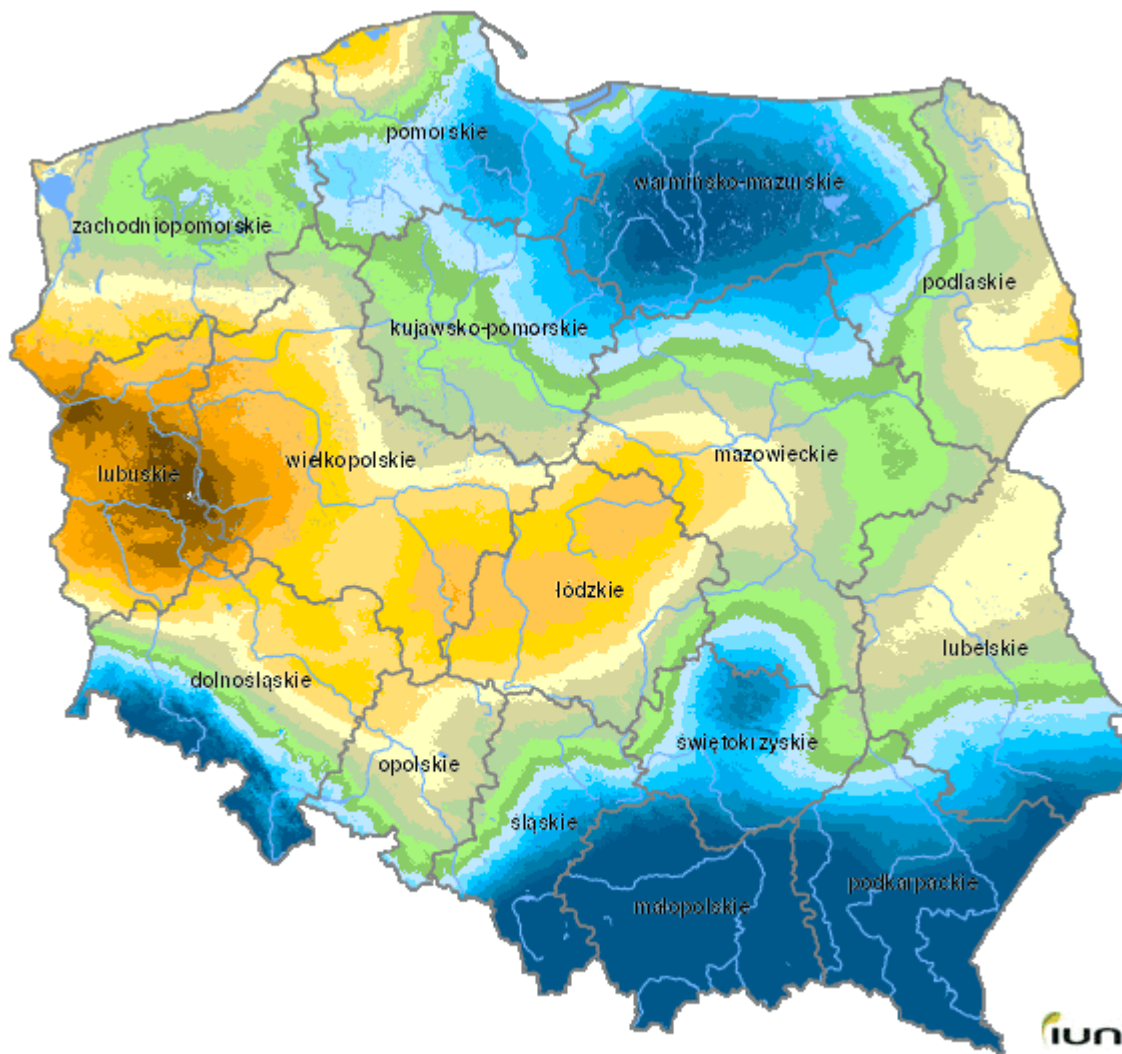 pomorskie
warmińsko-mazurskie
zachodniopomorskie
podlaskie
kujawsko-pomorskie
mazowieckie
wielkopolskie
lubuskie
łódzkie
lubelskie
dolnośląskie
świętokrzyskie
opolskie
śląskie
podkarpackie
małopolskie
iun